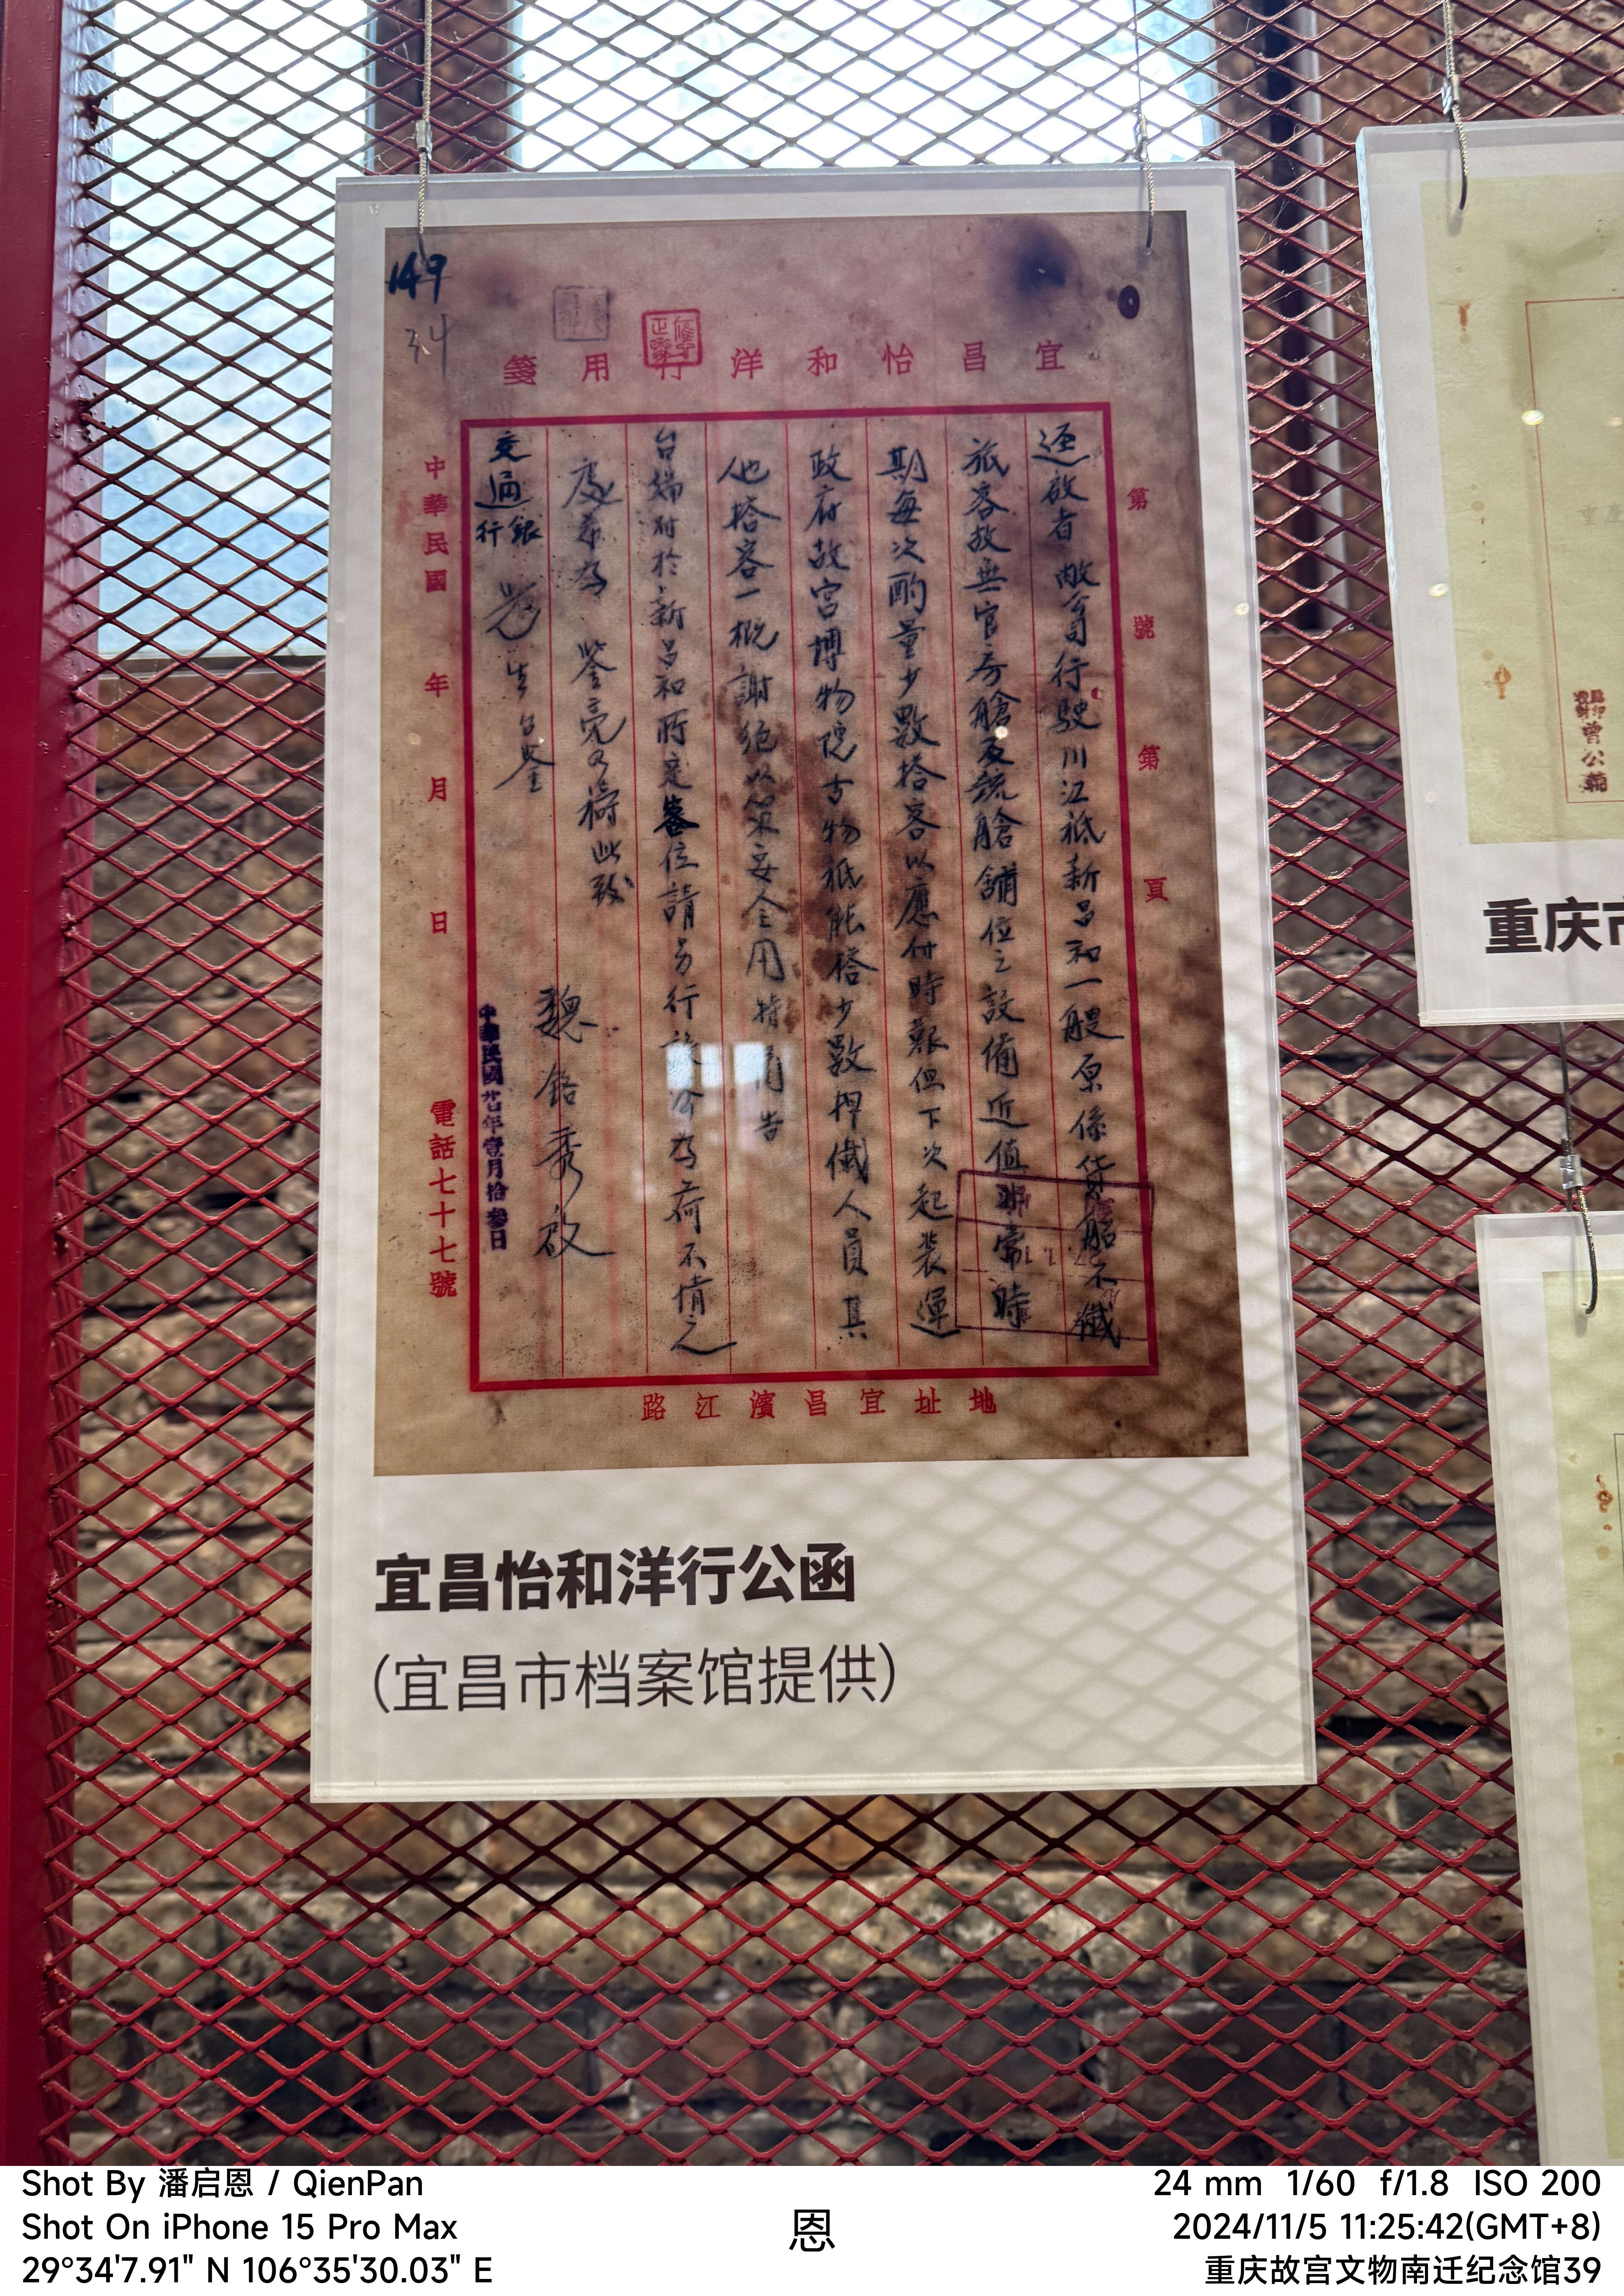 149
34
宜昌怡和洋行用箋
第 號 第 頁
逕啟者敝公司行駛川江祇新昌和一艘原係貨船不儎
旅客故無官房艙及統艙舖位之設備近值非常時
期每次酌量少數搭客以應付時艱但下次起裝運
政府故宮博物院古物祇能搭少數押儎人員其
他搭客一概謝絕以策安全用特函告
台端對於新昌和所定客位請另行設法為荷不情之
處希為 鑒亮是禱此致
魏銘秀啟
交通銀行 先生台鑒
中華民國廿七年壹月拾參日
中華民國 年 月 日 電話七十七號
地址宜昌濱江路
宜昌怡和洋行公函
(宜昌市档案馆提供)
重庆市
曾公
Shot By 潘启恩 / QienPan
Shot On iPhone 15 Pro Max
29°34'7.91" N 106°35'30.03" E
恩
24 mm 1/60 f/1.8 ISO 200
2024/11/5 11:25:42(GMT+8)
重庆故宫文物南迁纪念馆39